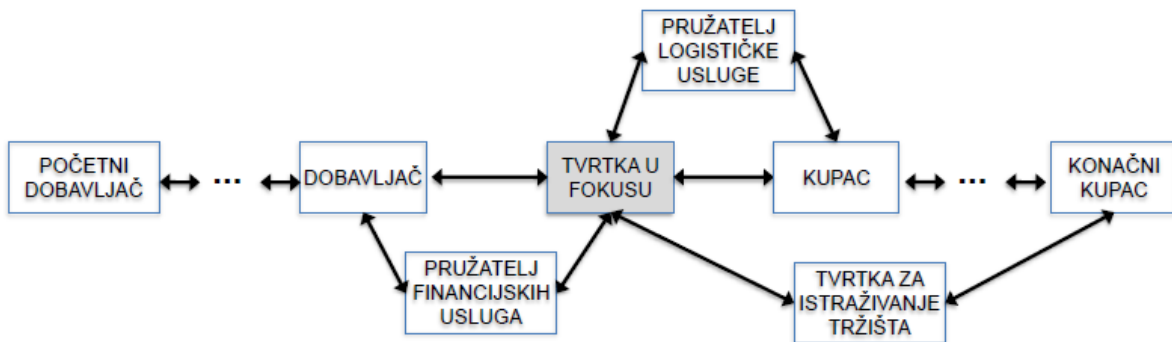 PRUŽATELJ
LOGISTIČKE
USLUGE
POČETNI
DOBAVLJAČ
...
DOBAVLJAČ
TVRTKA U
FOKUSU
KUPAC
...
KONAČNI
KUPAC
PRUŽATELJ
FINANCIJSKIH
USLUGA
TVRTKA ZA
ISTRAŽIVANJE
TRŽIŠTA